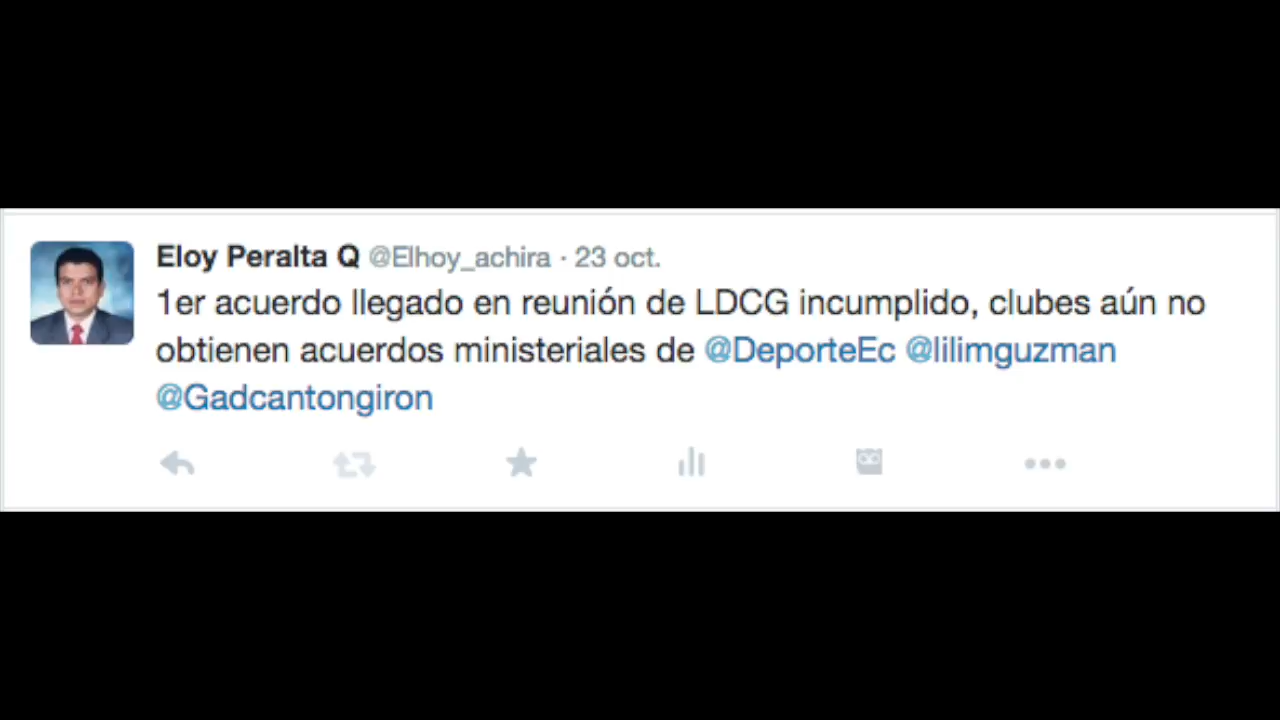 Eloy Peralta Q @Elhoy_achira · 23 oct.
1er acuerdo llegado en reunión de LDCG incumplido, clubes aún no
obtienen acuerdos ministeriales de @DeporteEc @lilimguzman
@Gadcantongiron